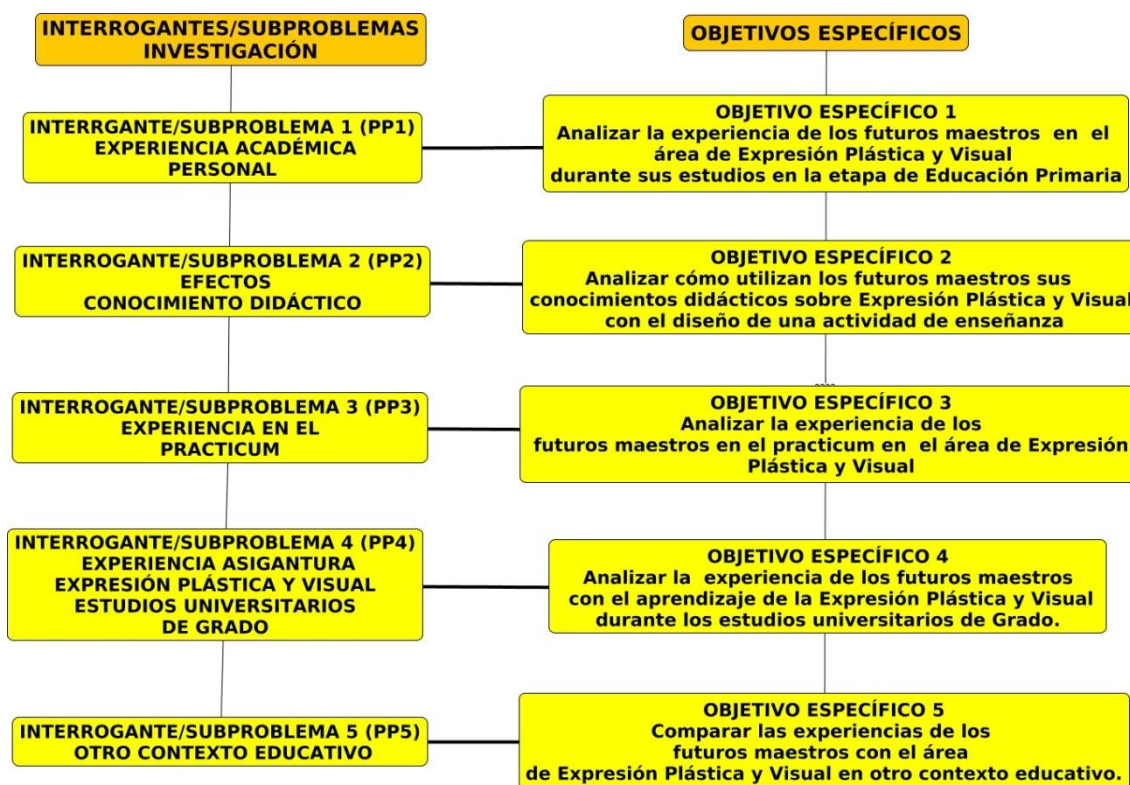 INTERROGANTES/SUBPROBLEMAS
INVESTIGACIÓN
OBJETIVOS ESPECÍFICOS
INTERRGANTE/SUBPROBLEMA 1 (PP1)
EXPERIENCIA ACADÉMICA
PERSONAL
OBJETIVO ESPECÍFICO 1
Analizar la experiencia de los futuros maestros en el
área de Expresión Plástica y Visual
durante sus estudios en la etapa de Educación Primaria
INTERROGANTE/SUBPROBLEMA 2 (PP2)
EFECTOS
CONOCIMIENTO DIDÁCTICO
OBJETIVO ESPECÍFICO 2
Analizar cómo utilizan los futuros maestros sus
conocimientos didácticos sobre Expresión Plástica y Visual
con el diseño de una actividad de enseñanza
INTERROGANTE/SUBPROBLEMA 3 (PP3)
EXPERIENCIA EN EL
PRACTICUM
OBJETIVO ESPECÍFICO 3
Analizar la experiencia de los
futuros maestros en el practicum en el área de Expresión
Plástica y Visual
INTERROGANTE/SUBPROBLEMA 4 (PP4)
EXPERIENCIA ASIGANTURA
EXPRESIÓN PLÁSTICA Y VISUAL
ESTUDIOS UNIVERSITARIOS
DE GRADO
OBJETIVO ESPECÍFICO 4
Analizar la experiencia de los futuros maestros
con el aprendizaje de la Expresión Plástica y Visual
durante los estudios universitarios de Grado.
INTERROGANTE/SUBPROBLEMA 5 (PP5)
OTRO CONTEXTO EDUCATIVO
OBJETIVO ESPECÍFICO 5
Comparar las experiencias de los
futuros maestros con el área
de Expresión Plástica y Visual en otro contexto educativo.